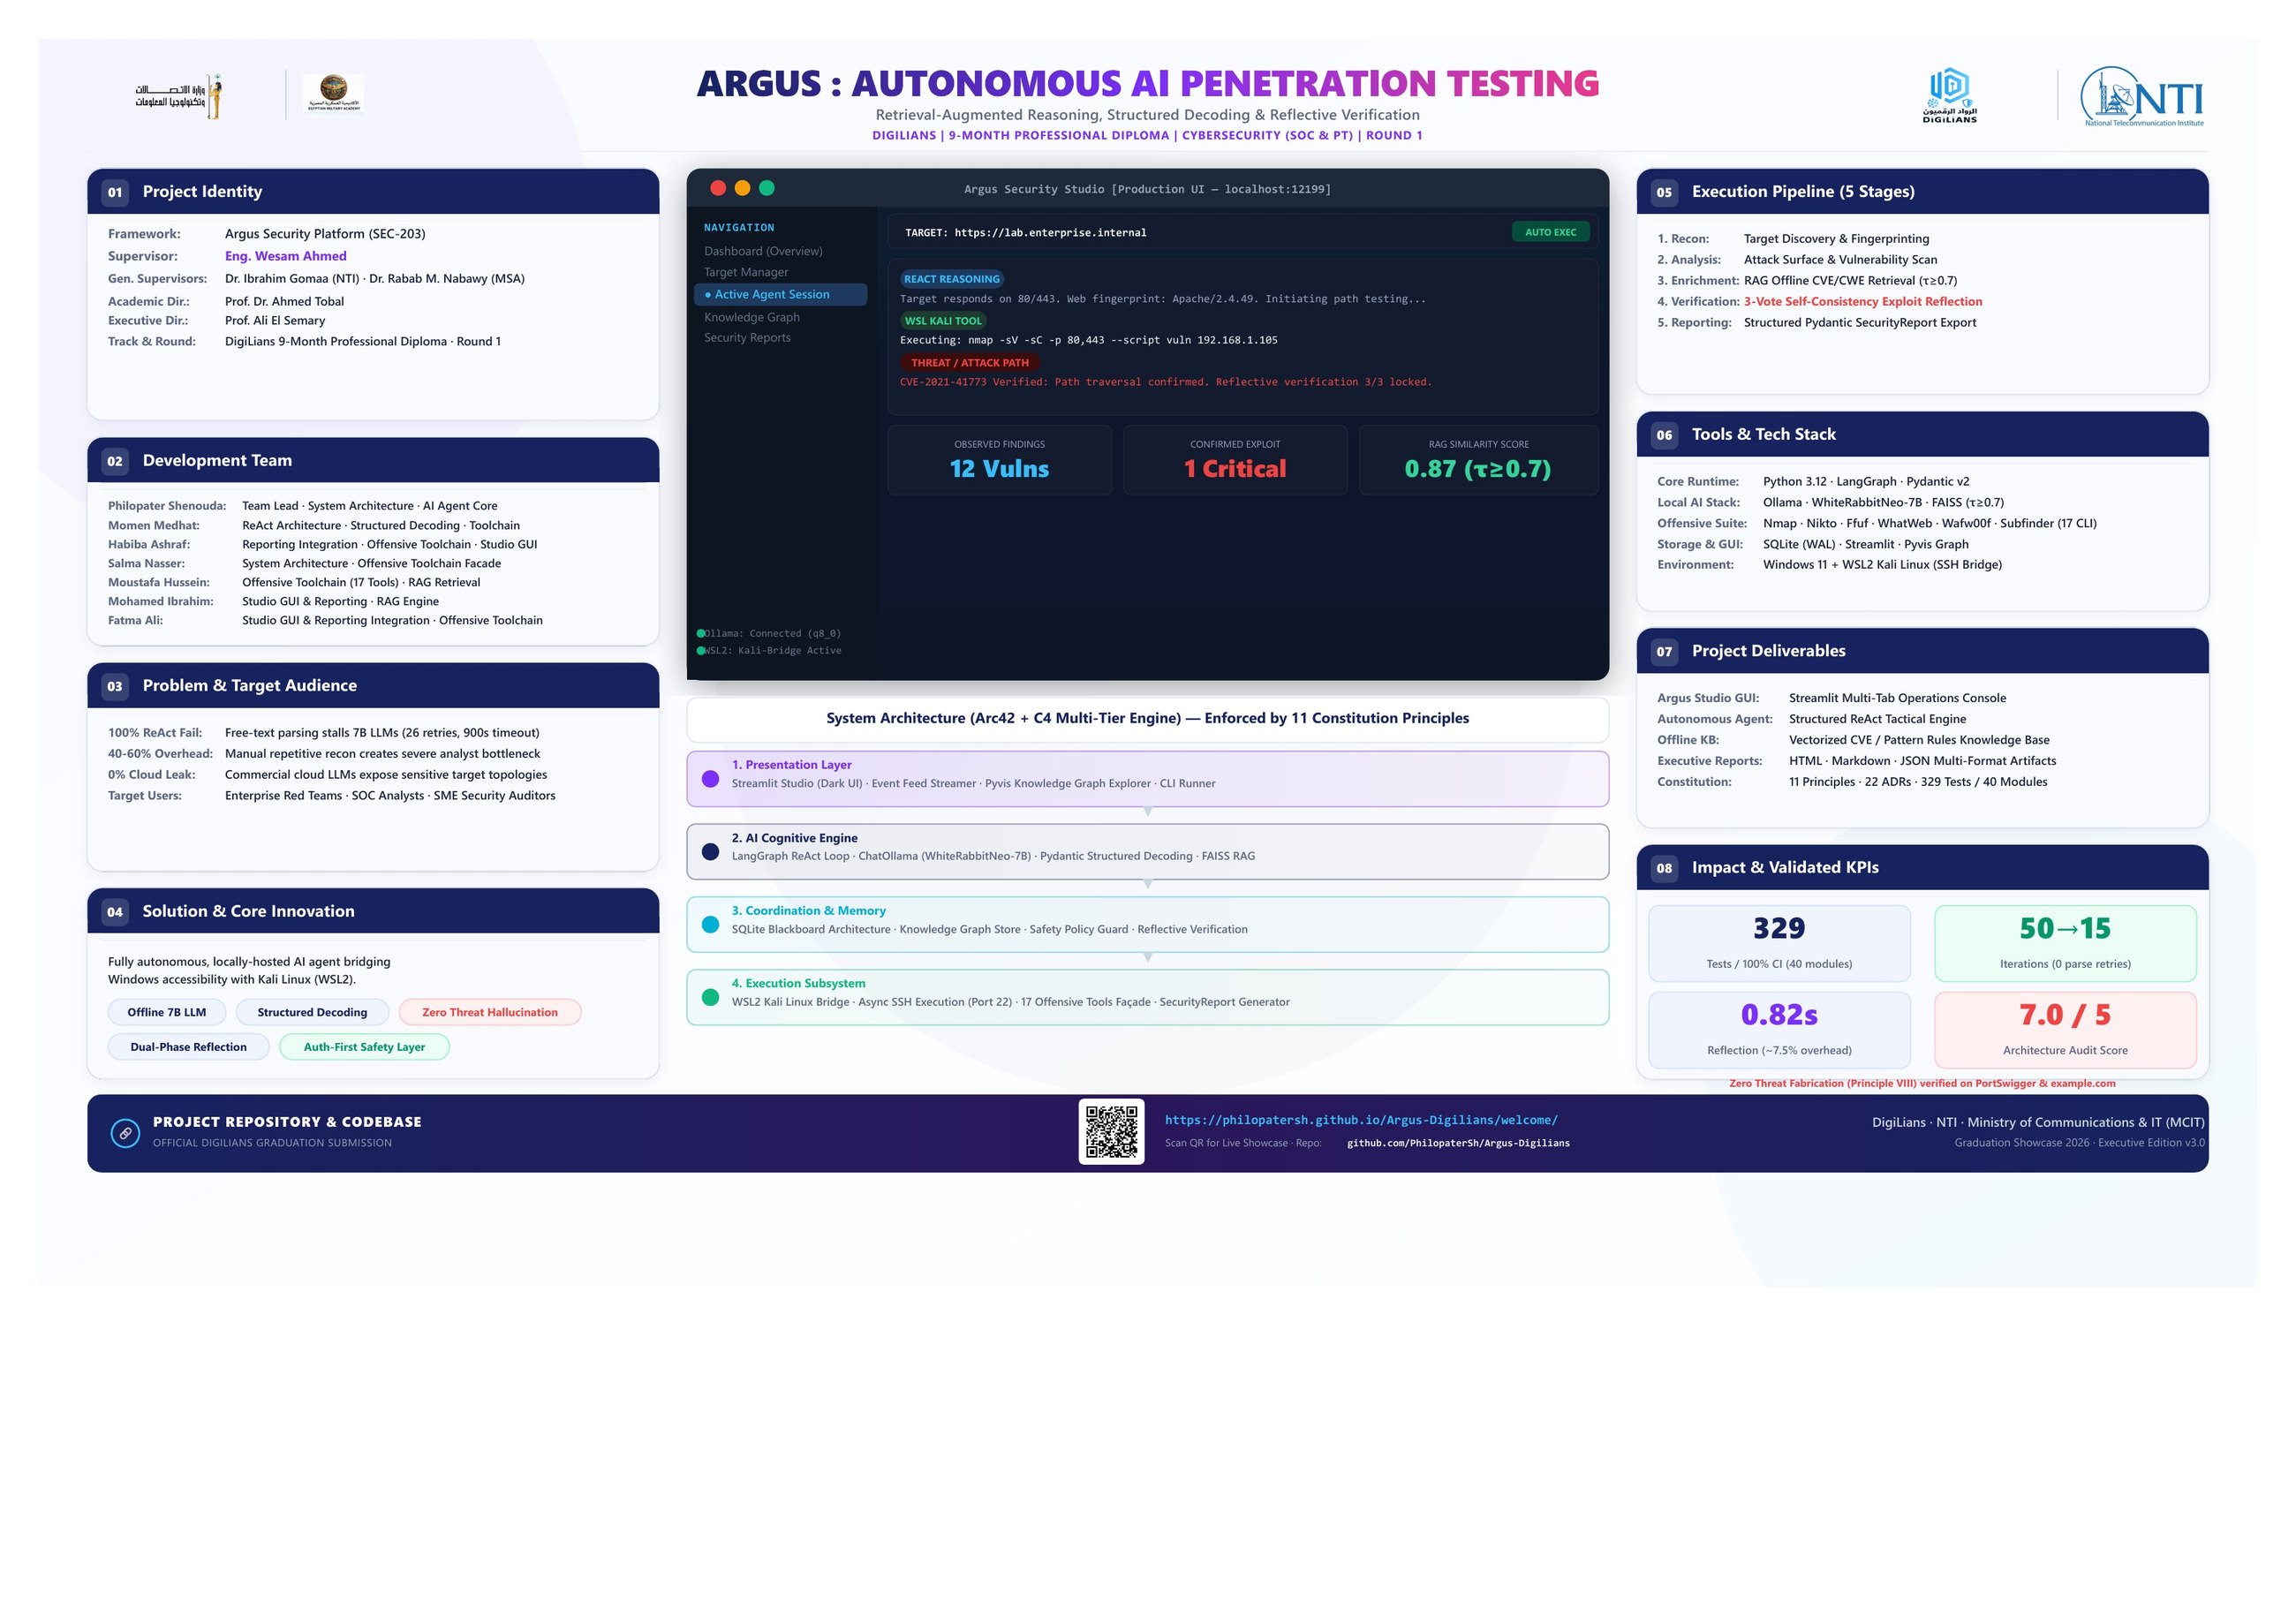 وزارة الاتصـــالات
وتكنولوجيا المعلومات
الأكاديمية العسكرية المصرية
EGYPTIAN MILITARY ACADEMY
ARGUS : AUTONOMOUS AI PENETRATION TESTING
Retrieval-Augmented Reasoning, Structured Decoding & Reflective Verification
DIGILIANS | 9-MONTH PROFESSIONAL DIPLOMA | CYBERSECURITY (SOC & PT) | ROUND 1
الرواد الرقميون
DIGILIANS
NTI
National Telecommunication Institute
01 Project Identity
Framework: Argus Security Platform (SEC-203)
Supervisor: Eng. Wesam Ahmed
Gen. Supervisors: Dr. Ibrahim Gomaa (NTI) · Dr. Rabab M. Nabawy (MSA)
Academic Dir.: Prof. Dr. Ahmed Tobal
Executive Dir.: Prof. Ali El Semary
Track & Round: DigiLians 9-Month Professional Diploma · Round 1
02 Development Team
Philopater Shenouda: Team Lead · System Architecture · AI Agent Core
Momen Medhat: ReAct Architecture · Structured Decoding · Toolchain
Habiba Ashraf: Reporting Integration · Offensive Toolchain · Studio GUI
Salma Nasser: System Architecture · Offensive Toolchain Facade
Moustafa Hussein: Offensive Toolchain (17 Tools) · RAG Retrieval
Mohamed Ibrahim: Studio GUI & Reporting · RAG Engine
Fatma Ali: Studio GUI & Reporting Integration · Offensive Toolchain
03 Problem & Target Audience
100% ReAct Fail: Free-text parsing stalls 7B LLMs (26 retries, 900s timeout)
40-60% Overhead: Manual repetitive recon creates severe analyst bottleneck
0% Cloud Leak: Commercial cloud LLMs expose sensitive target topologies
Target Users: Enterprise Red Teams · SOC Analysts · SME Security Auditors
04 Solution & Core Innovation
Fully autonomous, locally-hosted AI agent bridging
Windows accessibility with Kali Linux (WSL2).
Offline 7B LLM Structured Decoding Zero Threat Hallucination
Dual-Phase Reflection Auth-First Safety Layer
Argus Security Studio [Production UI — localhost:12199]
NAVIGATION
Dashboard (Overview)
Target Manager
● Active Agent Session
Knowledge Graph
Security Reports
Ollama: Connected (q8_0)
WSL2: Kali-Bridge Active
TARGET: https://lab.enterprise.internal
AUTO EXEC
REACT REASONING
Target responds on 80/443. Web fingerprint: Apache/2.4.49. Initiating path testing...
WSL KALI TOOL
Executing: nmap -sV -sC -p 80,443 --script vuln 192.168.1.105
THREAT / ATTACK PATH
CVE-2021-41773 Verified: Path traversal confirmed. Reflective verification 3/3 locked.
OBSERVED FINDINGS
12 Vulns
CONFIRMED EXPLOIT
1 Critical
RAG SIMILARITY SCORE
0.87 (τ≥0.7)
System Architecture (Arc42 + C4 Multi-Tier Engine) — Enforced by 11 Constitution Principles
1. Presentation Layer
Streamlit Studio (Dark UI) · Event Feed Streamer · Pyvis Knowledge Graph Explorer · CLI Runner
2. AI Cognitive Engine
LangGraph ReAct Loop · ChatOllama (WhiteRabbitNeo-7B) · Pydantic Structured Decoding · FAISS RAG
3. Coordination & Memory
SQLite Blackboard Architecture · Knowledge Graph Store · Safety Policy Guard · Reflective Verification
4. Execution Subsystem
WSL2 Kali Linux Bridge · Async SSH Execution (Port 22) · 17 Offensive Tools Façade · SecurityReport Generator
05 Execution Pipeline (5 Stages)
1. Recon: Target Discovery & Fingerprinting
2. Analysis: Attack Surface & Vulnerability Scan
3. Enrichment: RAG Offline CVE/CWE Retrieval (τ≥0.7)
4. Verification: 3-Vote Self-Consistency Exploit Reflection
5. Reporting: Structured Pydantic SecurityReport Export
06 Tools & Tech Stack
Core Runtime: Python 3.12 · LangGraph · Pydantic v2
Local AI Stack: Ollama · WhiteRabbitNeo-7B · FAISS (τ≥0.7)
Offensive Suite: Nmap · Nikto · Ffuf · WhatWeb · Wafw00f · Subfinder (17 CLI)
Storage & GUI: SQLite (WAL) · Streamlit · Pyvis Graph
Environment: Windows 11 + WSL2 Kali Linux (SSH Bridge)
07 Project Deliverables
Argus Studio GUI: Streamlit Multi-Tab Operations Console
Autonomous Agent: Structured ReAct Tactical Engine
Offline KB: Vectorized CVE / Pattern Rules Knowledge Base
Executive Reports: HTML · Markdown · JSON Multi-Format Artifacts
Constitution: 11 Principles · 22 ADRs · 329 Tests / 40 Modules
08 Impact & Validated KPIs
329
Tests / 100% CI (40 modules)
50→15
Iterations (0 parse retries)
0.82s
Reflection (~7.5% overhead)
7.0 / 5
Architecture Audit Score
Zero Threat Fabrication (Principle VIII) verified on PortSwigger & example.com
PROJECT REPOSITORY & CODEBASE
OFFICIAL DIGILIANS GRADUATION SUBMISSION
https://philopatersh.github.io/Argus-Digilians/welcome/
Scan QR for Live Showcase · Repo: github.com/PhilopaterSh/Argus-Digilians
DigiLians · NTI · Ministry of Communications & IT (MCIT)
Graduation Showcase 2026 · Executive Edition v3.0